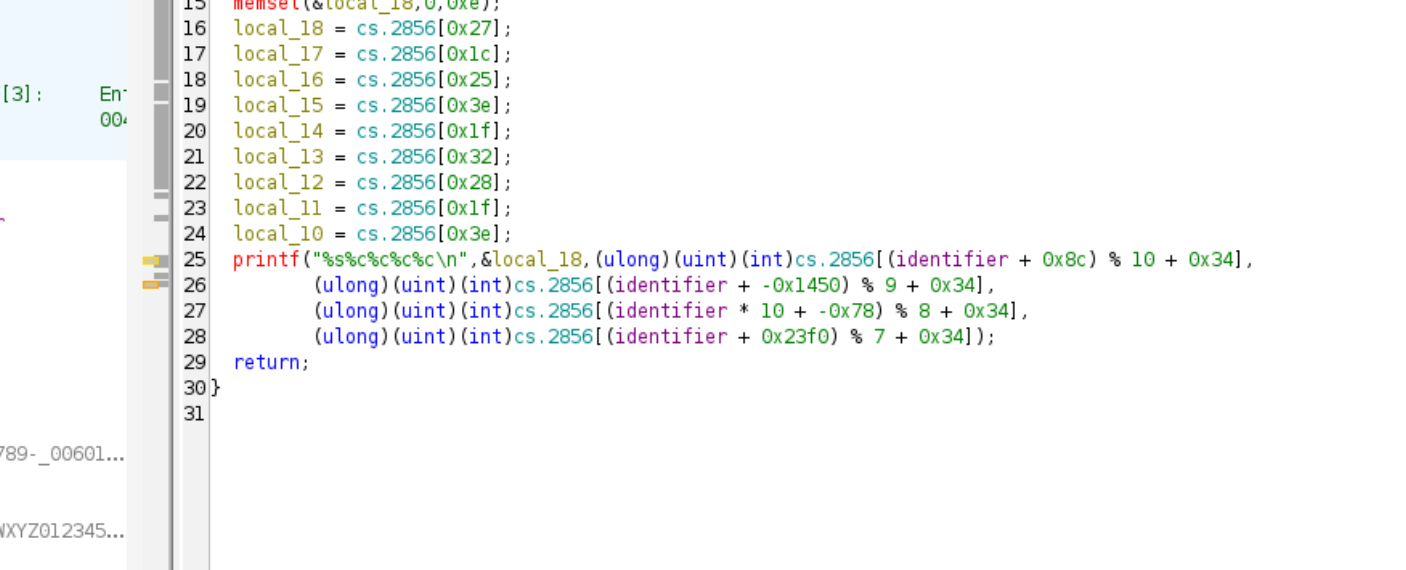 15 memset(&local_18,0,0xe);
16 local_18 = cs.2856[0x27];
17 local_17 = cs.2856[0x1c];
18 local_16 = cs.2856[0x25];
[3]: Ent
19 local_15 = cs.2856[0x3e];
004
20 local_14 = cs.2856[0x1f];
21 local_13 = cs.2856[0x32];
22 local_12 = cs.2856[0x28];
23 local_11 = cs.2856[0x1f];
24 local_10 = cs.2856[0x3e];
25 printf("%s%c%c%c%c\n",&local_18,(ulong)(uint)(int)cs.2856[(identifier + 0x8c) % 10 + 0x34],
26 (ulong)(uint)(int)cs.2856[(identifier + -0x1450) % 9 + 0x34],
27 (ulong)(uint)(int)cs.2856[(identifier * 10 + -0x78) % 8 + 0x34],
28 (ulong)(uint)(int)cs.2856[(identifier + 0x23f0) % 7 + 0x34]);
29 return;
30 }
31
789-_00601...
WXYZ012345...